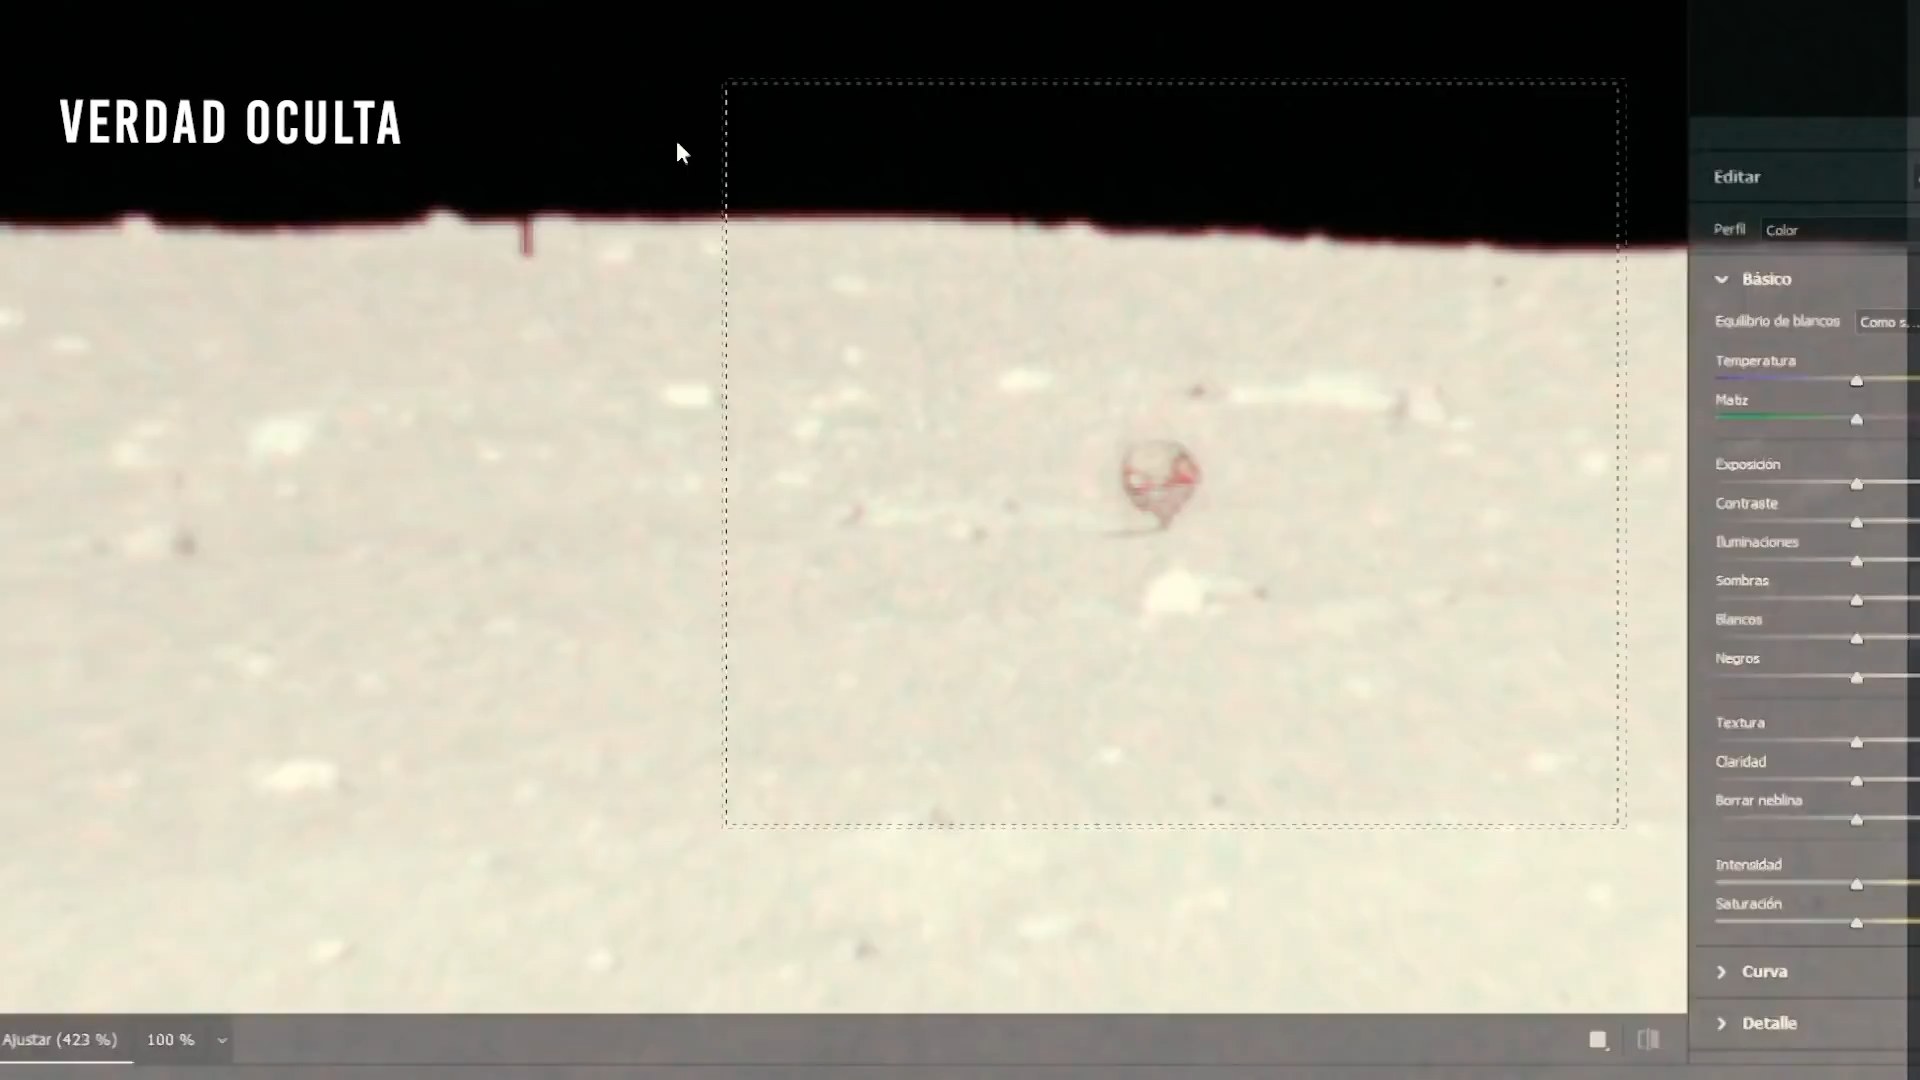 VERDAD OCULTA
Editar
Perfil Color
Básico
Equilibrio de blancos Como s...
Temperatura
Matiz
Exposición
Contraste
Iluminaciones
Sombras
Blancos
Negros
Textura
Claridad
Borrar neblina
Intensidad
Saturación
Curva
Detalle
Ajustar (423 %) 100 %